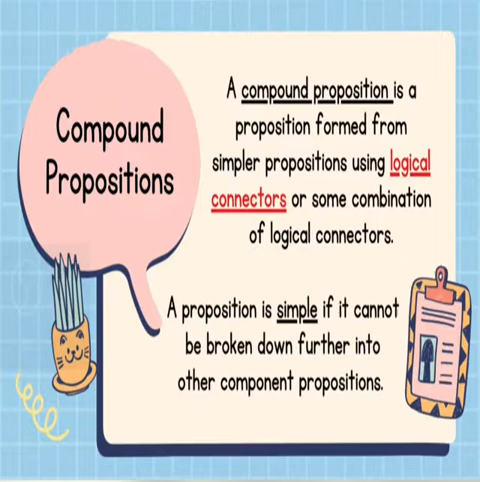 Compound
Propositions
A compound proposition is a
proposition formed from
simpler propositions using logical
connectors or some combination
of logical connectors.
A proposition is simple if it cannot
be broken down further into
other component propositions.